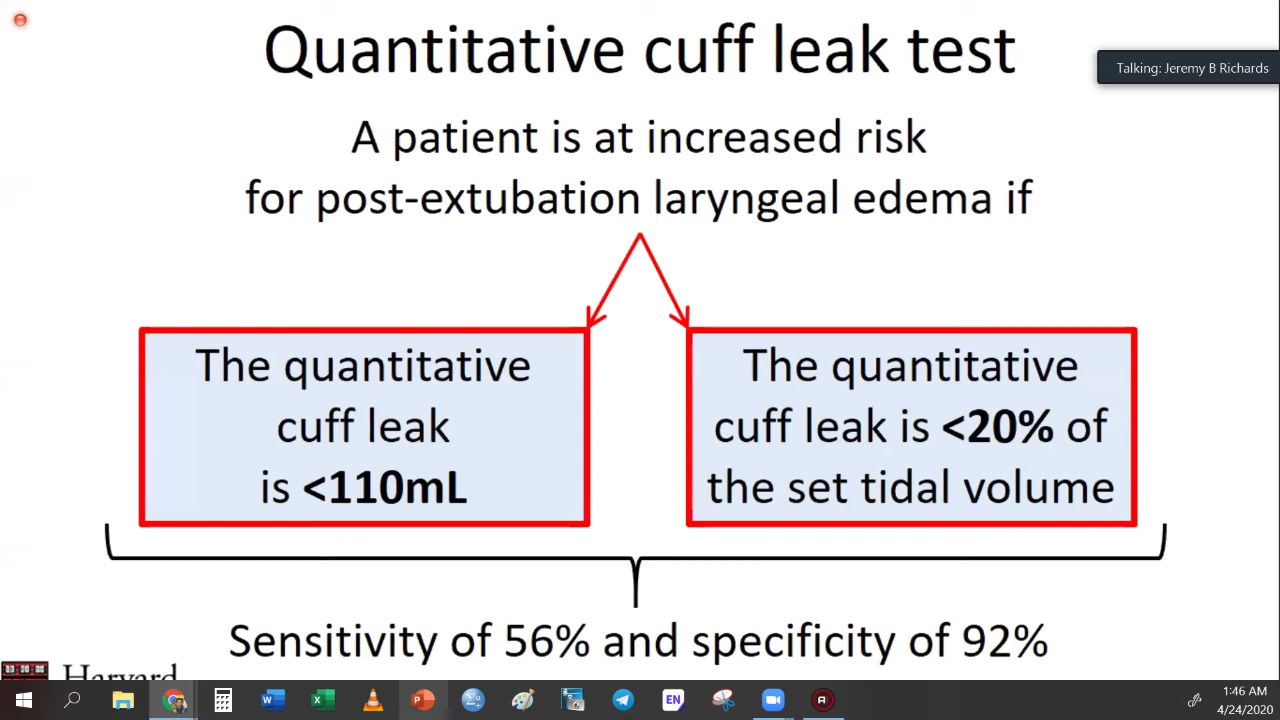 Quantitative cuff leak test
Talking: Jeremy B Richards
A patient is at increased risk
for post-extubation laryngeal edema if
The quantitative
cuff leak
is <110mL
The quantitative
cuff leak is <20% of
the set tidal volume
Sensitivity of 56% and specificity of 92%
Harvard
EN
1:46 AM
4/24/2020